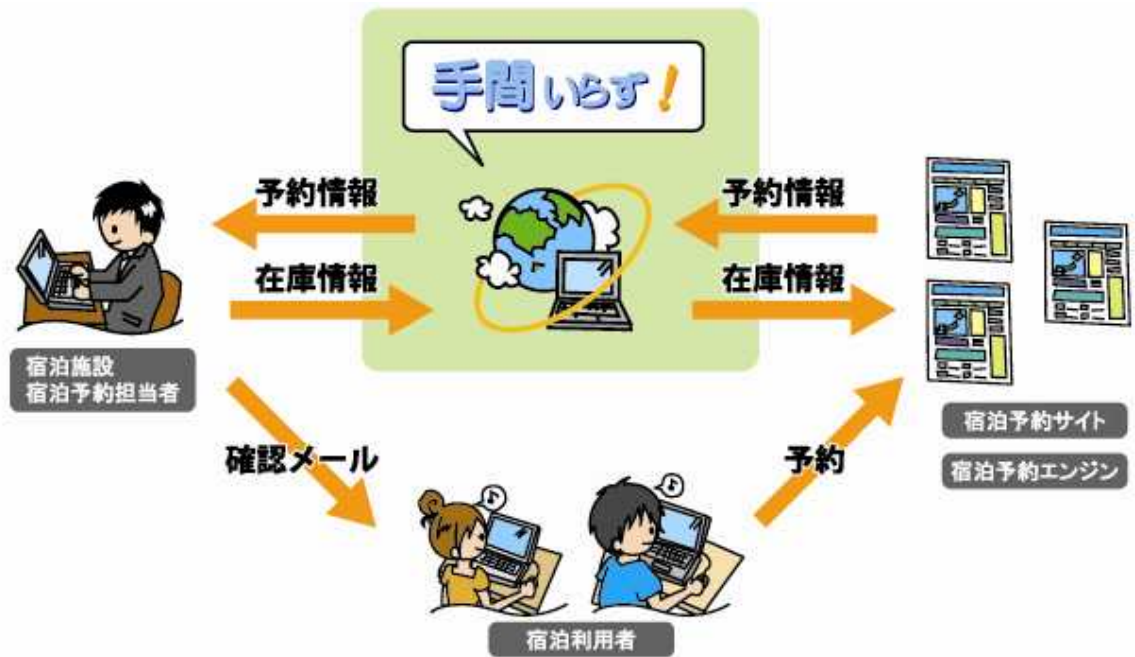 手間いらず!
予約情報
予約情報
在庫情報
在庫情報
宿泊施設
宿泊予約担当者
宿泊予約サイト
確認メール
予約
宿泊予約エンジン
宿泊利用者